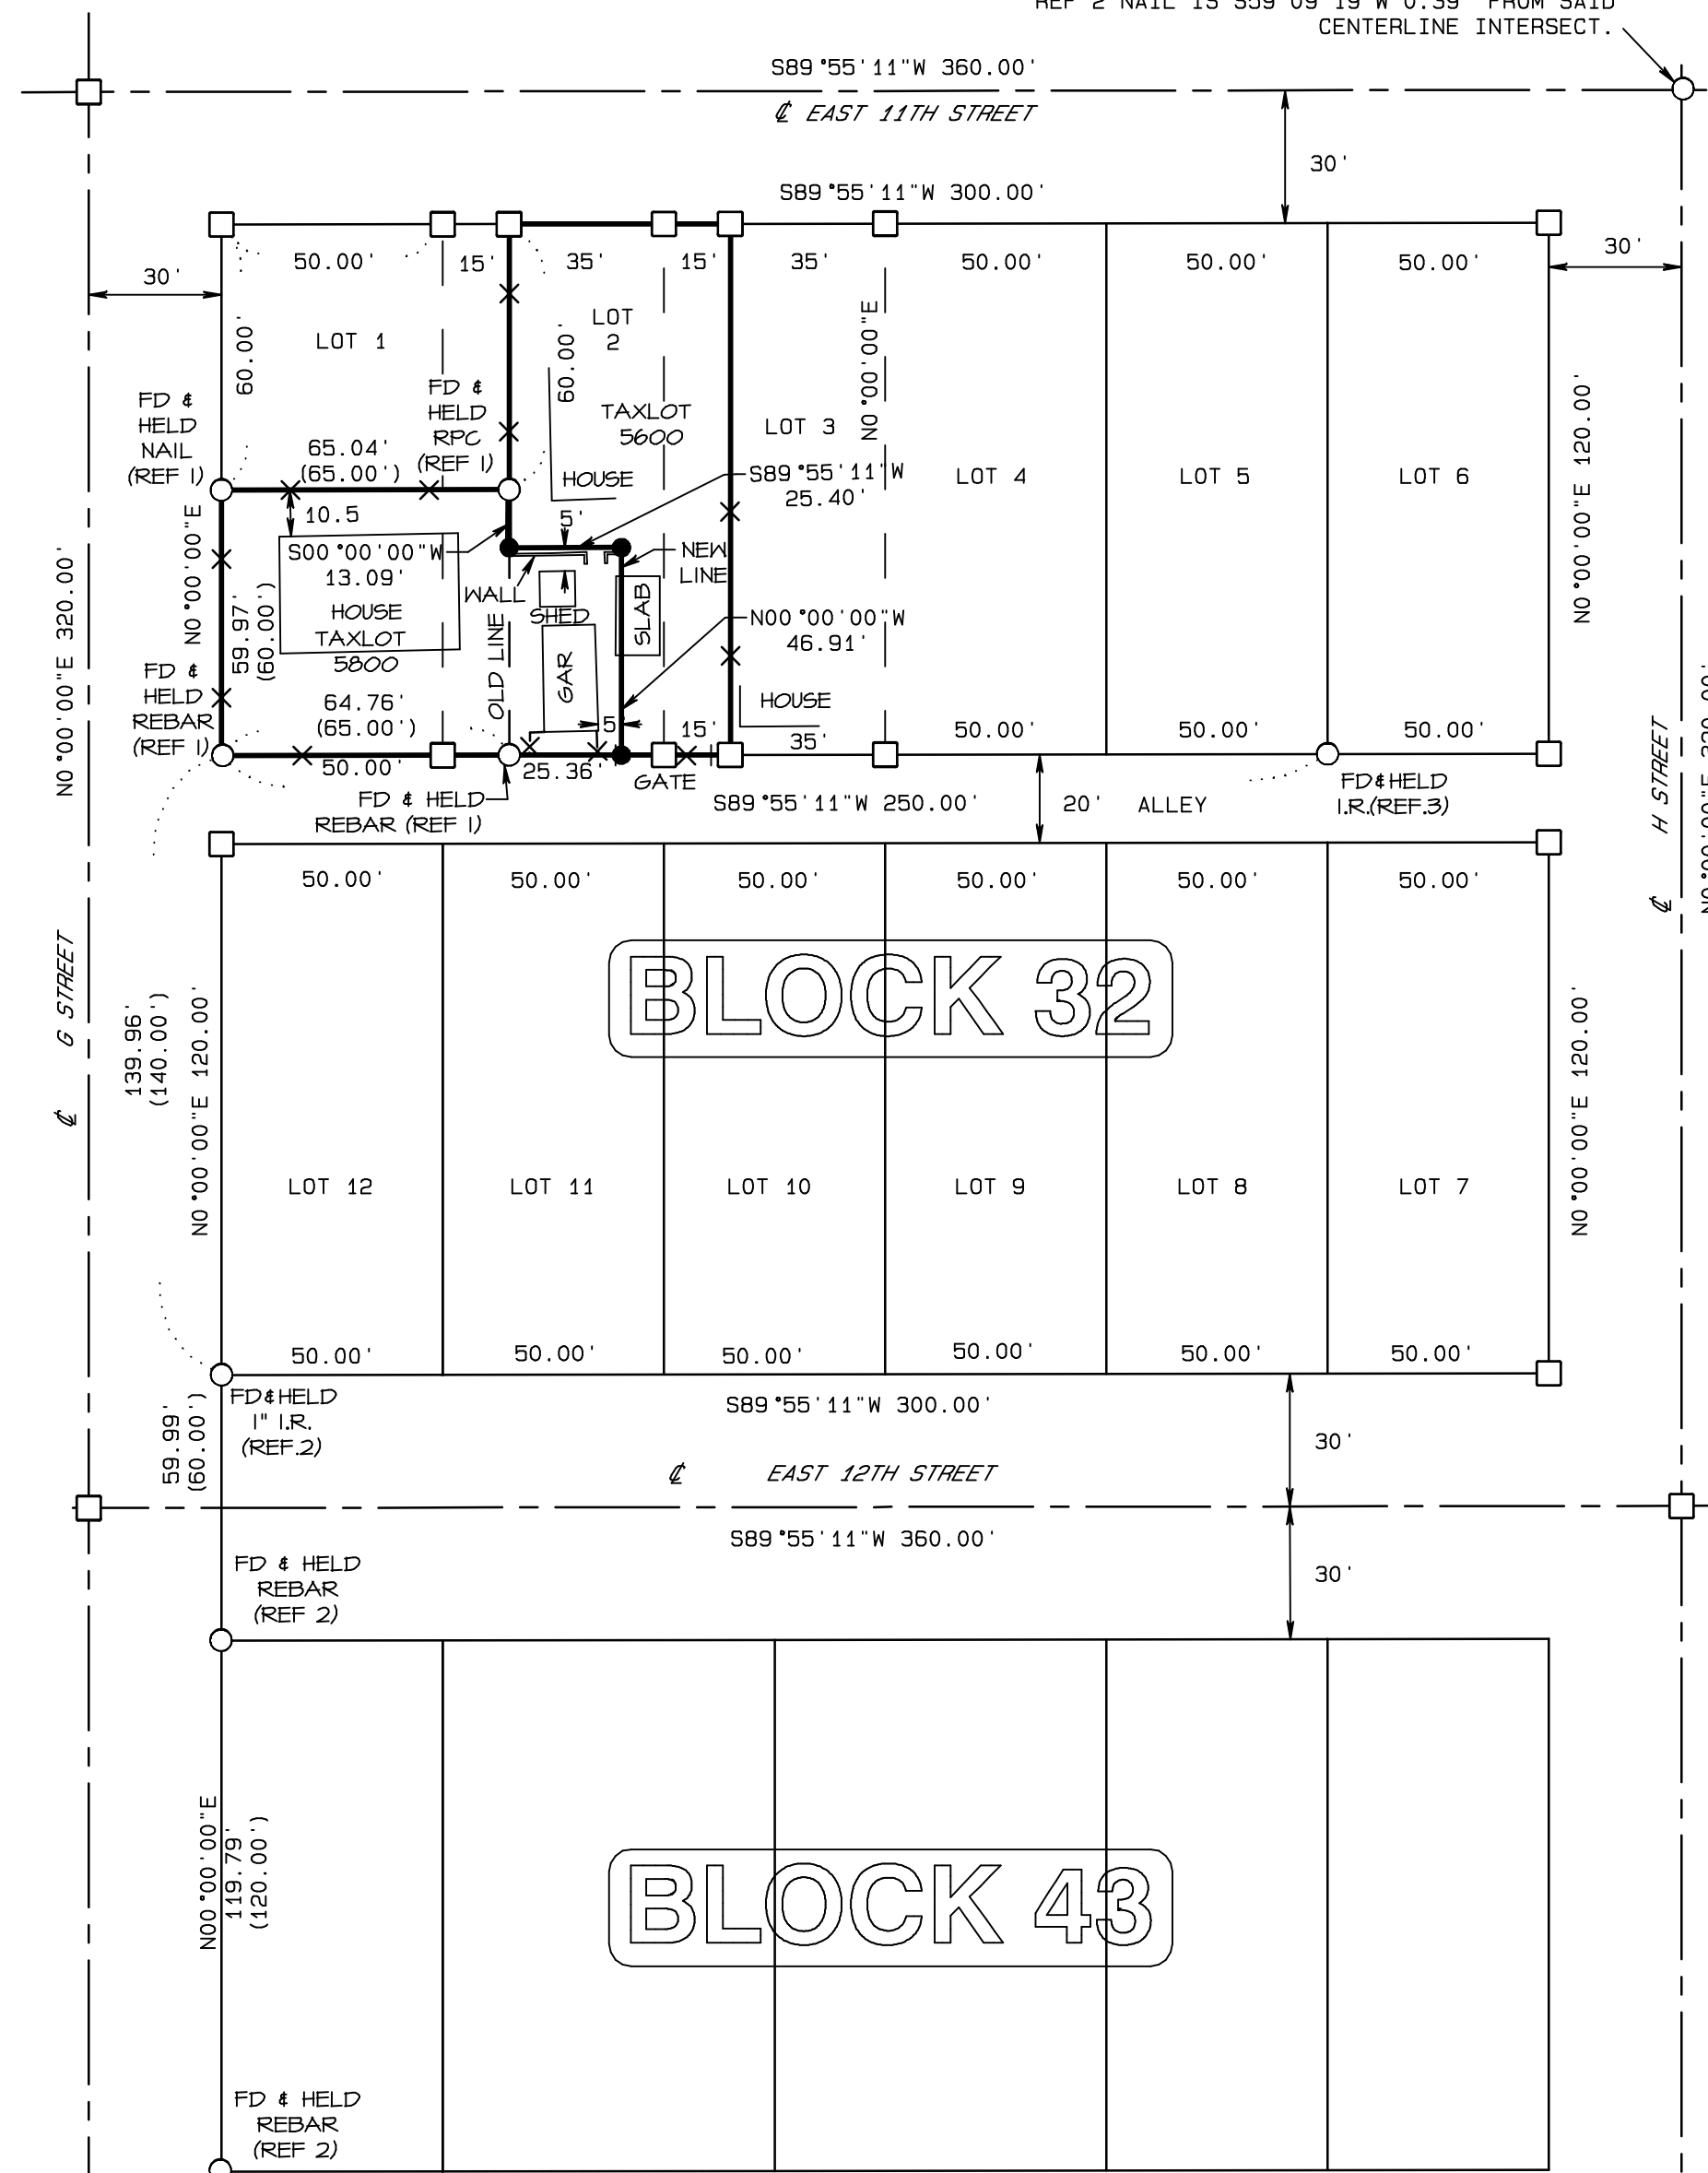 REF 2 NAIL IS S59°09'19"W 0.39' FROM SAID
CENTERLINE INTERSECT.
S89°55'11"W 360.00'
℄ EAST 11TH STREET
30'
S89°55'11"W 300.00'
30'
30'
50.00'
15'
35'
15'
35'
50.00'
50.00'
50.00'
LOT 1
60.00'
LOT
2
60.00'
N0°00'00"E
N0°00'00"E 120.00'
FD &
HELD
NAIL
(REF 1)
FD &
HELD
RPC
(REF 1)
TAXLOT
5600
LOT 3
65.04'
(65.00')
HOUSE
S89°55'11"W
25.40'
LOT 4
LOT 5
LOT 6
10.5
5'
N0°00'00"E
S00°00'00"W
13.09'
NEW
LINE
WALL
SHED
SLAB
HOUSE
TAXLOT
5800
59.97'
(60.00')
N00°00'00"W
46.91'
OLD LINE
GAR
N0°00'00"E 320.00'
FD &
HELD
REBAR
(REF 1)
64.76'
(65.00')
HOUSE
5'
15'
35'
50.00'
50.00'
50.00'
50.00'
25.36'
GATE
FD & HELD
REBAR (REF 1)
S89°55'11"W 250.00'
20' ALLEY
FD&HELD
I.R.(REF.3)
℄ H STREET
N0°00'00"E 320.00'
50.00'
50.00'
50.00'
50.00'
50.00'
50.00'
BLOCK 32
℄ G STREET
139.96'
(140.00')
N0°00'00"E 120.00'
N0°00'00"E 120.00'
LOT 12
LOT 11
LOT 10
LOT 9
LOT 8
LOT 7
50.00'
50.00'
50.00'
50.00'
50.00'
50.00'
FD&HELD
1" I.R.
(REF.2)
59.99'
(60.00')
S89°55'11"W 300.00'
30'
℄ EAST 12TH STREET
S89°55'11"W 360.00'
30'
FD & HELD
REBAR
(REF 2)
N00°00'00"E
119.79'
(120.00')
BLOCK 43
FD & HELD
REBAR
(REF 2)